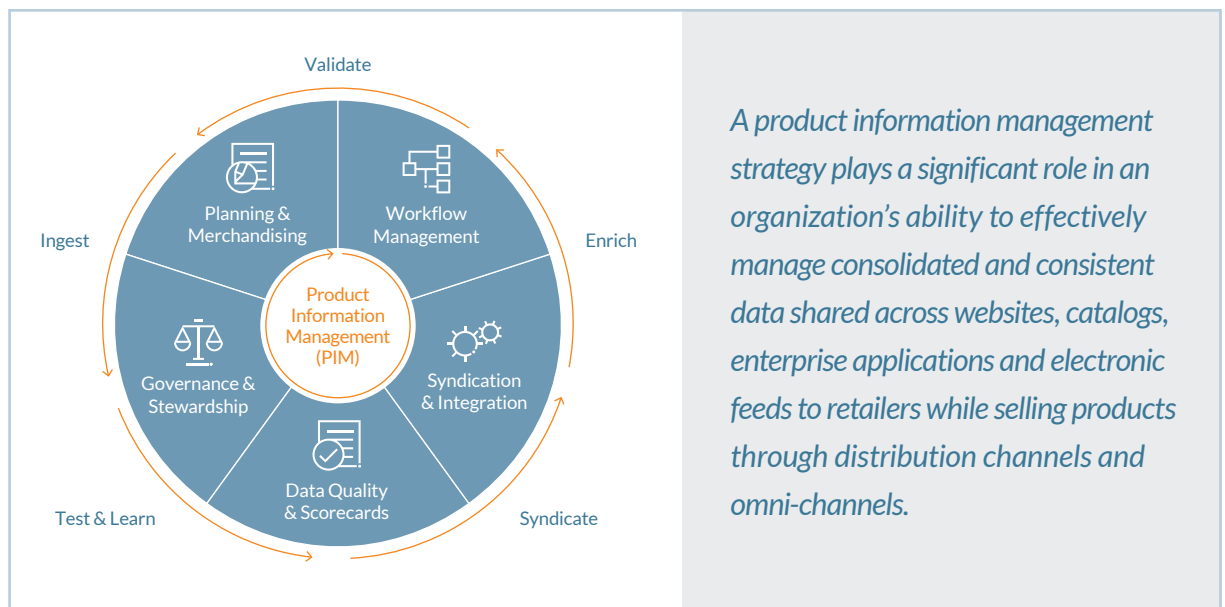 Validate
Ingest
Enrich
Test & Learn
Syndicate
Planning &
Merchandising
Workflow
Management
Product
Information
Management
(PIM)
Governance &
Stewardship
Syndication
& Integration
Data Quality
& Scorecards
A product information management
strategy plays a significant role in an
organization’s ability to effectively
manage consolidated and consistent
data shared across websites, catalogs,
enterprise applications and electronic
feeds to retailers while selling products
through distribution channels and
omni-channels.